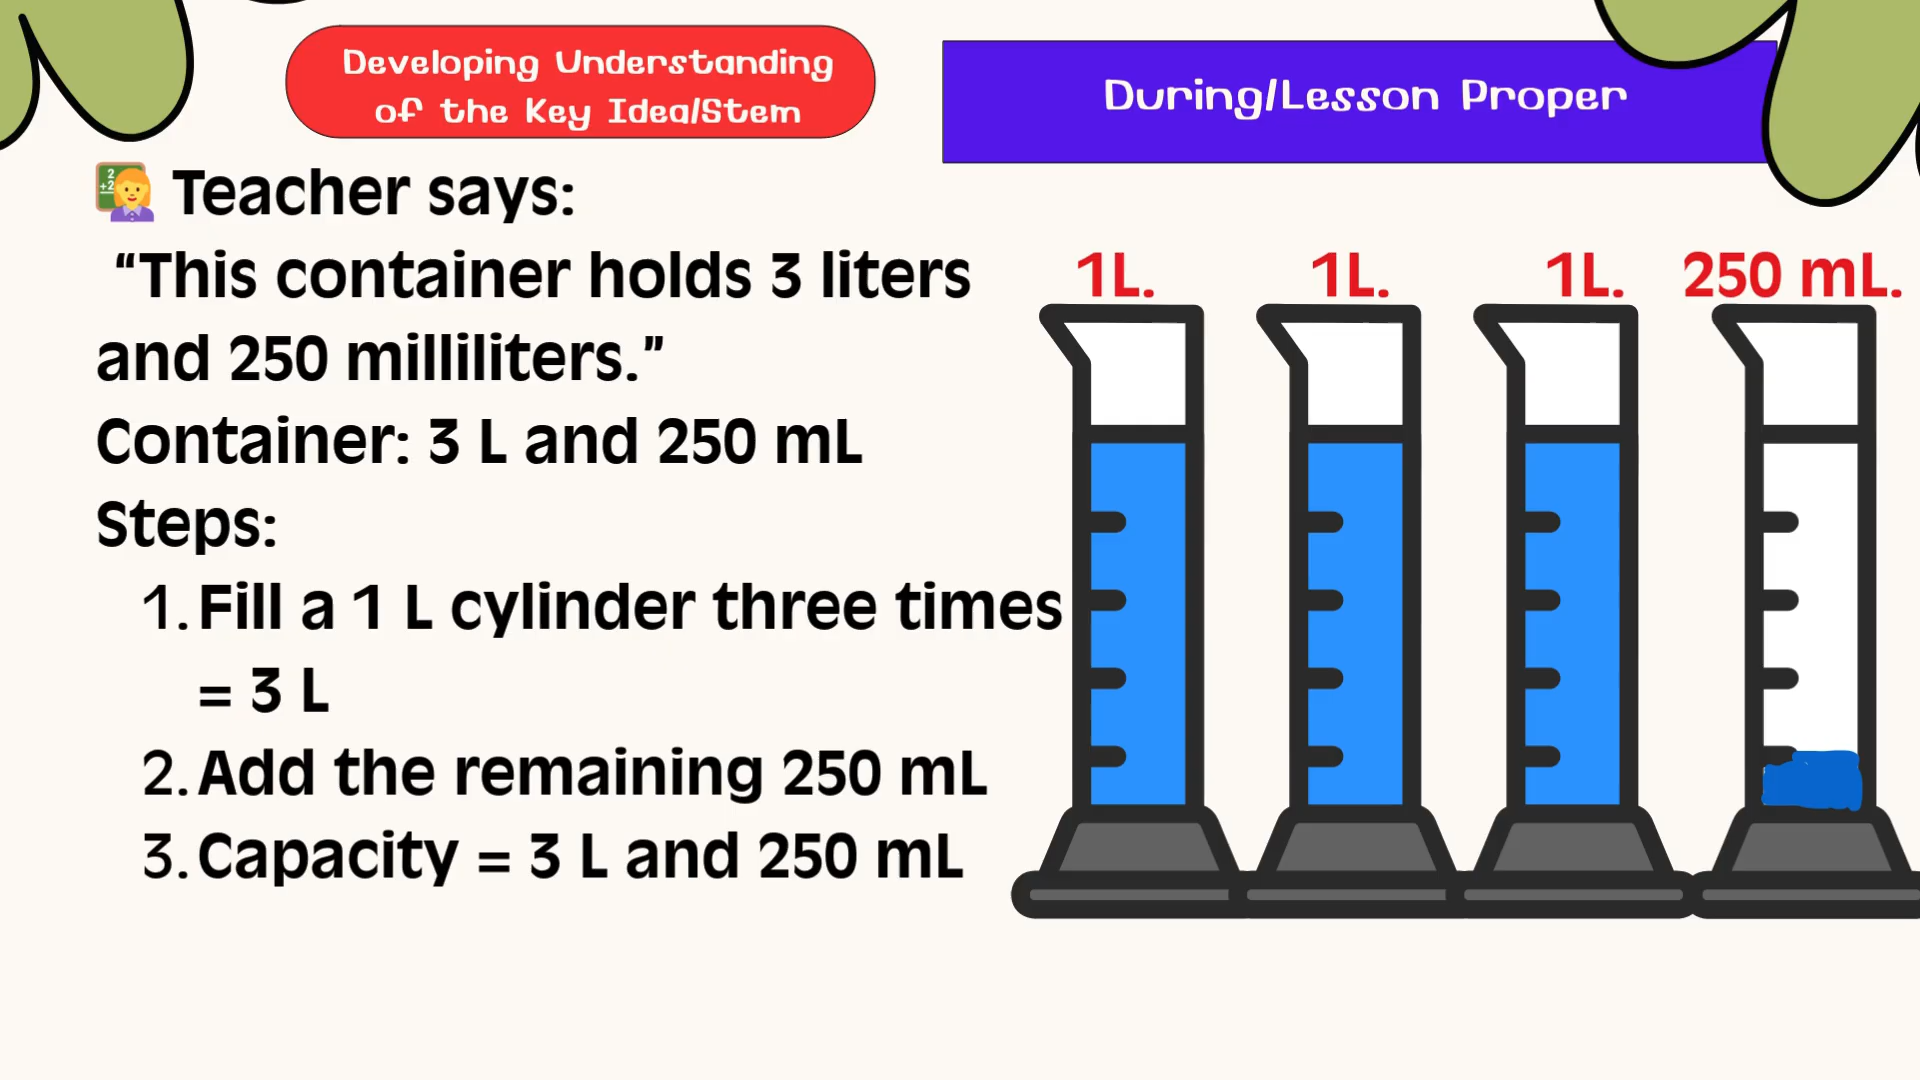 Developing Understanding
of the Key Idea/Stem
During/Lesson Proper
Teacher says:
“This container holds 3 liters
and 250 milliliters.”
Container: 3 L and 250 mL
Steps:
1. Fill a 1 L cylinder three times
= 3 L
2. Add the remaining 250 mL
3. Capacity = 3 L and 250 mL
1L. 1L. 1L. 250 mL.